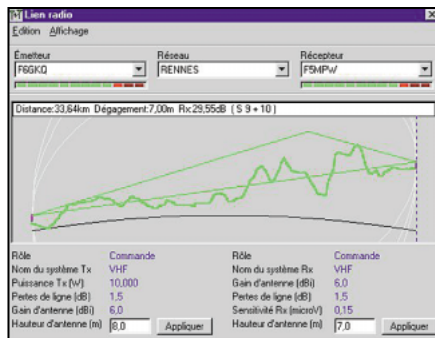 Lien radio
Édition Affichage
Émetteur Réseau Récepteur
F6GKQ RENNES F5MPW
Distance:33,64km Dégagement:7,00m Rx:29,55dB ( S 9 + 10 )
Rôle Commande Rôle Commande
Nom du système Tx VHF Nom du système Rx VHF
Puissance Tx (W) 10,000 Gain d'antenne (dBi) 6,0
Pertes de ligne (dB) 1,5 Pertes de ligne (dB) 1,5
Gain d'antenne (dBi) 6,0 Sensitivité Rx (microV) 0,15
Hauteur d'antenne (m) 8,0 Appliquer Hauteur d'antenne (m) 7,0 Appliquer